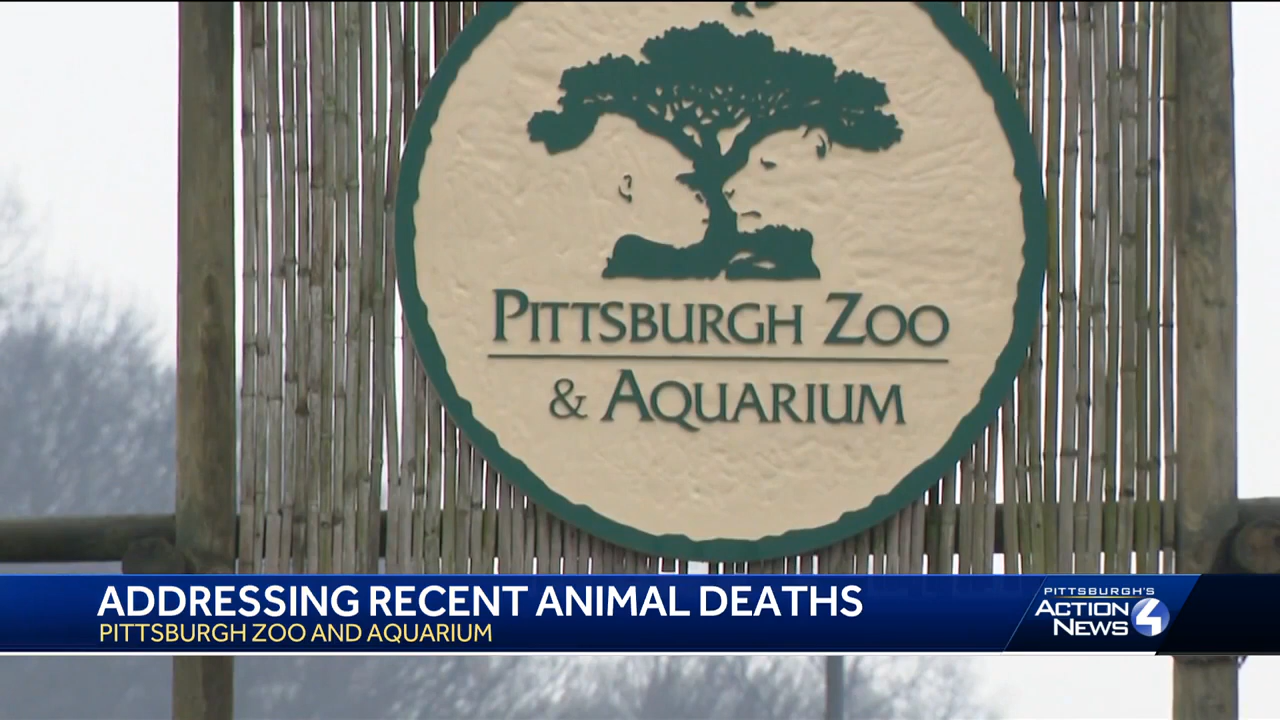 PITTSBURGH ZOO
& AQUARIUM
ADDRESSING RECENT ANIMAL DEATHS
PITTSBURGH ZOO AND AQUARIUM
PITTSBURGH'S
ACTION
NEWS 4